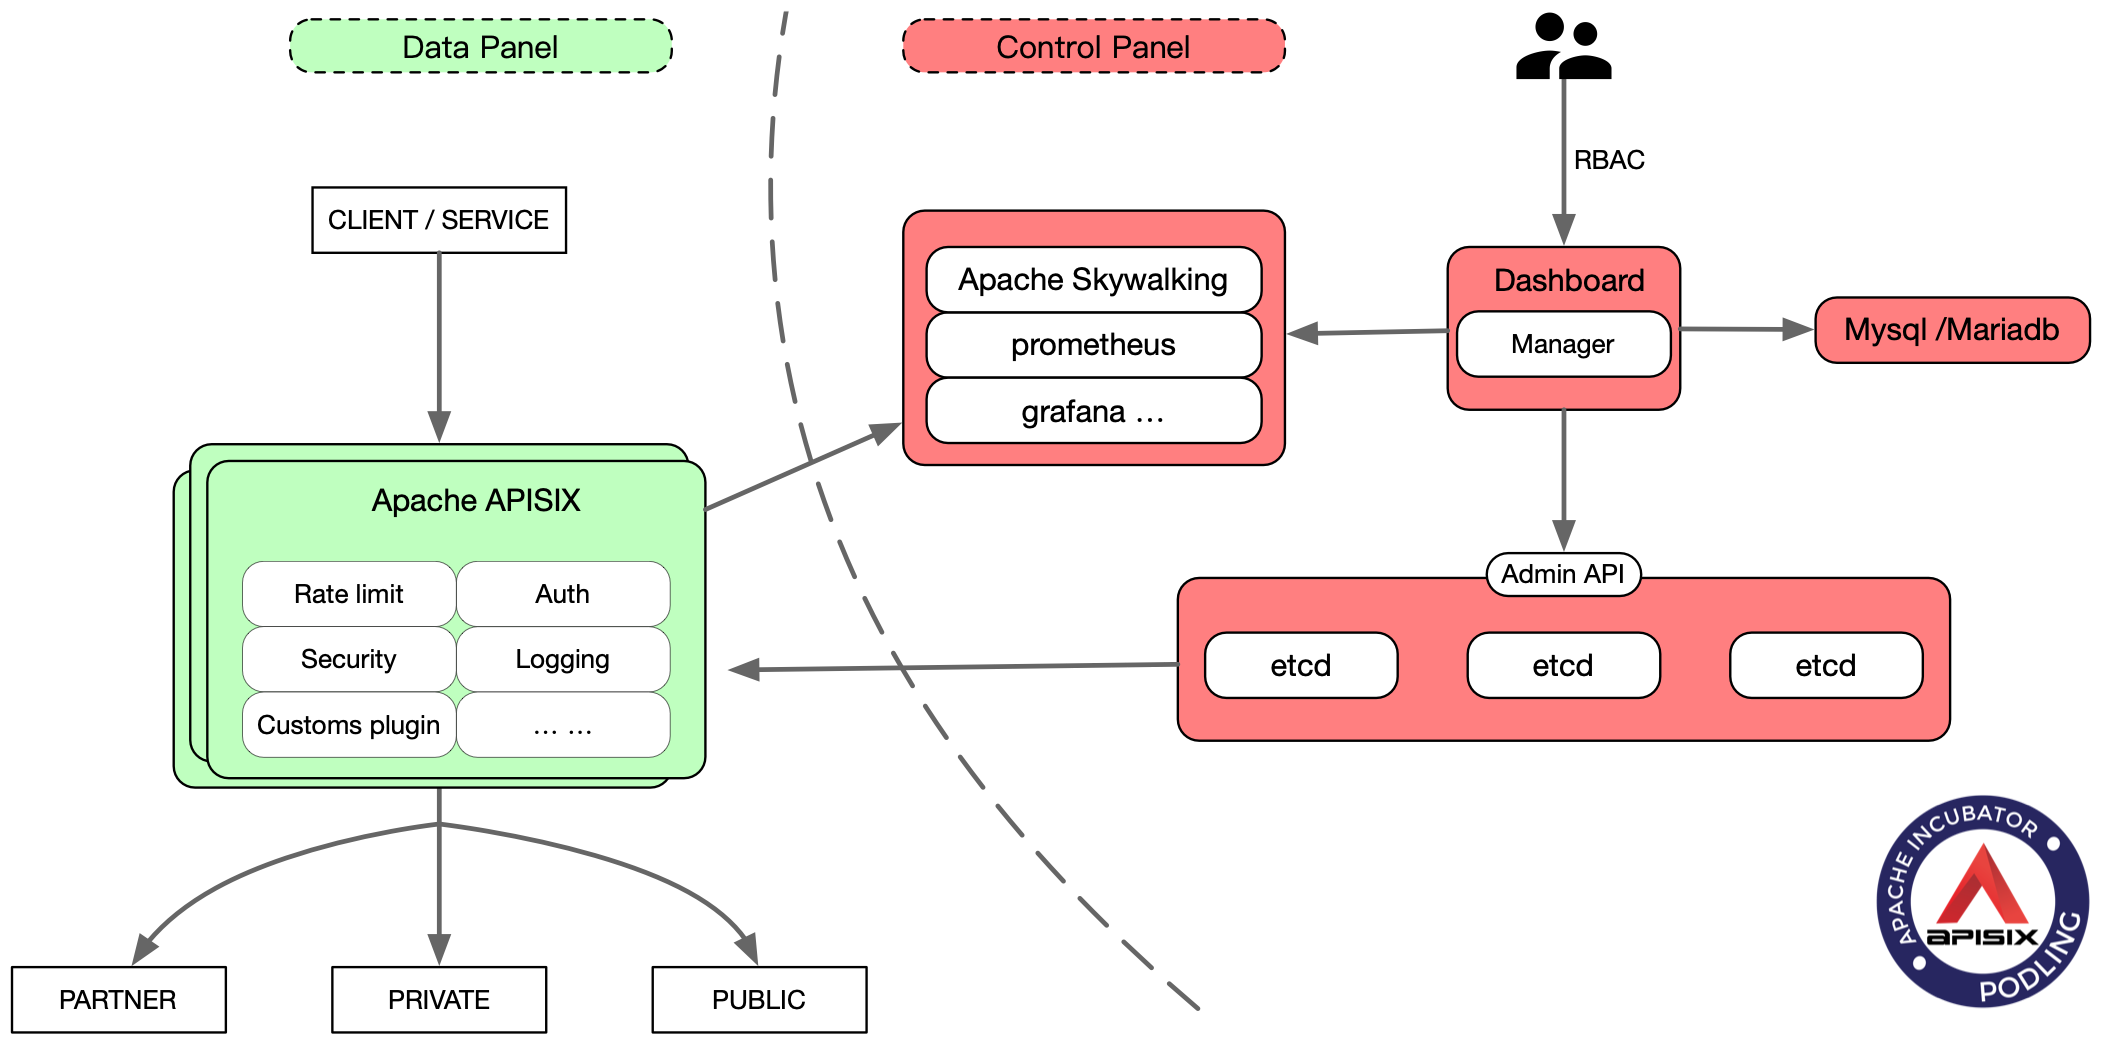 Data Panel
Control Panel
RBAC
CLIENT / SERVICE
Apache Skywalking
prometheus
grafana ...
Dashboard
Manager
Mysql /Mariadb
Apache APISIX
Rate limit
Auth
Security
Logging
Customs plugin
... ...
Admin API
etcd
etcd
etcd
PARTNER
PRIVATE
PUBLIC
APACHE INCUBATOR
APISIX
PODLING